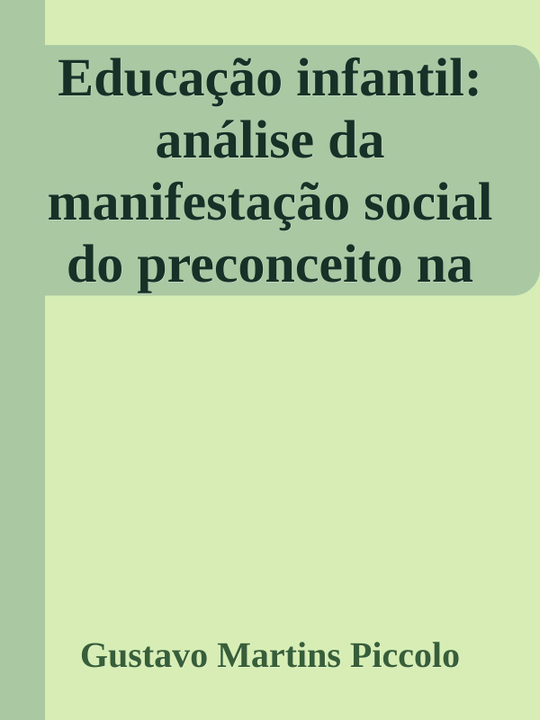 Educação infantil:
análise da
manifestação social
do preconceito na
Gustavo Martins Piccolo